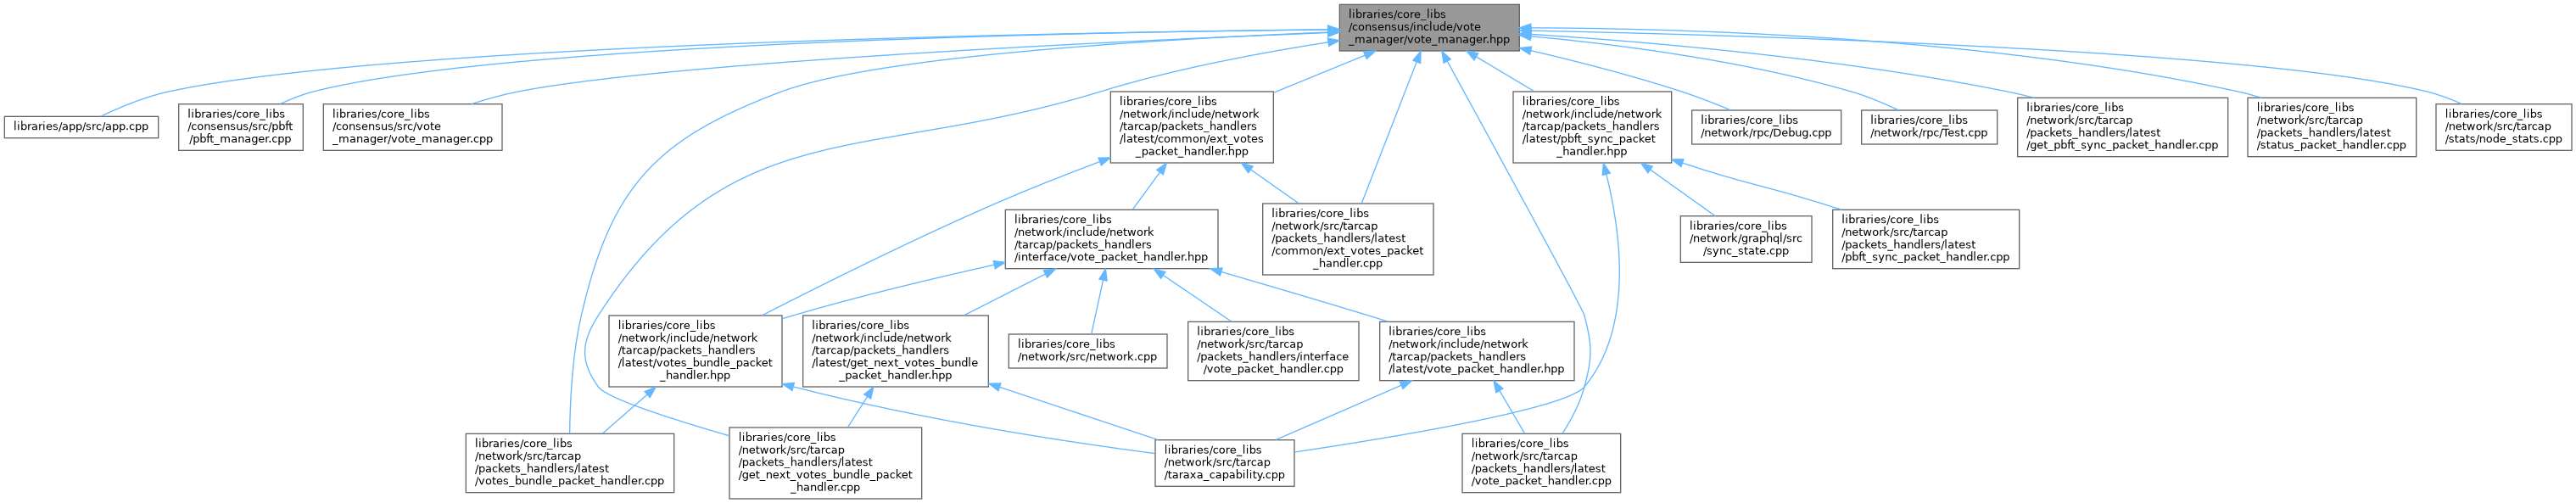 libraries/core_libs
/consensus/include/vote
_manager/vote_manager.hpp
libraries/app/src/app.cpp
libraries/core_libs
/consensus/src/pbft
/pbft_manager.cpp
libraries/core_libs
/consensus/src/vote
_manager/vote_manager.cpp
libraries/core_libs
/network/include/network
/tarcap/packets_handlers
/latest/common/ext_votes
_packet_handler.hpp
libraries/core_libs
/network/include/network
/tarcap/packets_handlers
/latest/pbft_sync_packet
_handler.hpp
libraries/core_libs
/network/rpc/Debug.cpp
libraries/core_libs
/network/rpc/Test.cpp
libraries/core_libs
/network/src/tarcap
/packets_handlers/latest
/get_pbft_sync_packet_handler.cpp
libraries/core_libs
/network/src/tarcap
/packets_handlers/latest
/status_packet_handler.cpp
libraries/core_libs
/network/src/tarcap
/stats/node_stats.cpp
libraries/core_libs
/network/include/network
/tarcap/packets_handlers
/interface/vote_packet_handler.hpp
libraries/core_libs
/network/src/tarcap
/packets_handlers/latest
/common/ext_votes_packet
_handler.cpp
libraries/core_libs
/network/graphql/src
/sync_state.cpp
libraries/core_libs
/network/src/tarcap
/packets_handlers/latest
/pbft_sync_packet_handler.cpp
libraries/core_libs
/network/include/network
/tarcap/packets_handlers
/latest/votes_bundle_packet
_handler.hpp
libraries/core_libs
/network/include/network
/tarcap/packets_handlers
/latest/get_next_votes_bundle
_packet_handler.hpp
libraries/core_libs
/network/src/network.cpp
libraries/core_libs
/network/src/tarcap
/packets_handlers/interface
/vote_packet_handler.cpp
libraries/core_libs
/network/include/network
/tarcap/packets_handlers
/latest/vote_packet_handler.hpp
libraries/core_libs
/network/src/tarcap
/packets_handlers/latest
/votes_bundle_packet_handler.cpp
libraries/core_libs
/network/src/tarcap
/packets_handlers/latest
/get_next_votes_bundle_packet
_handler.cpp
libraries/core_libs
/network/src/tarcap
/taraxa_capability.cpp
libraries/core_libs
/network/src/tarcap
/packets_handlers/latest
/vote_packet_handler.cpp